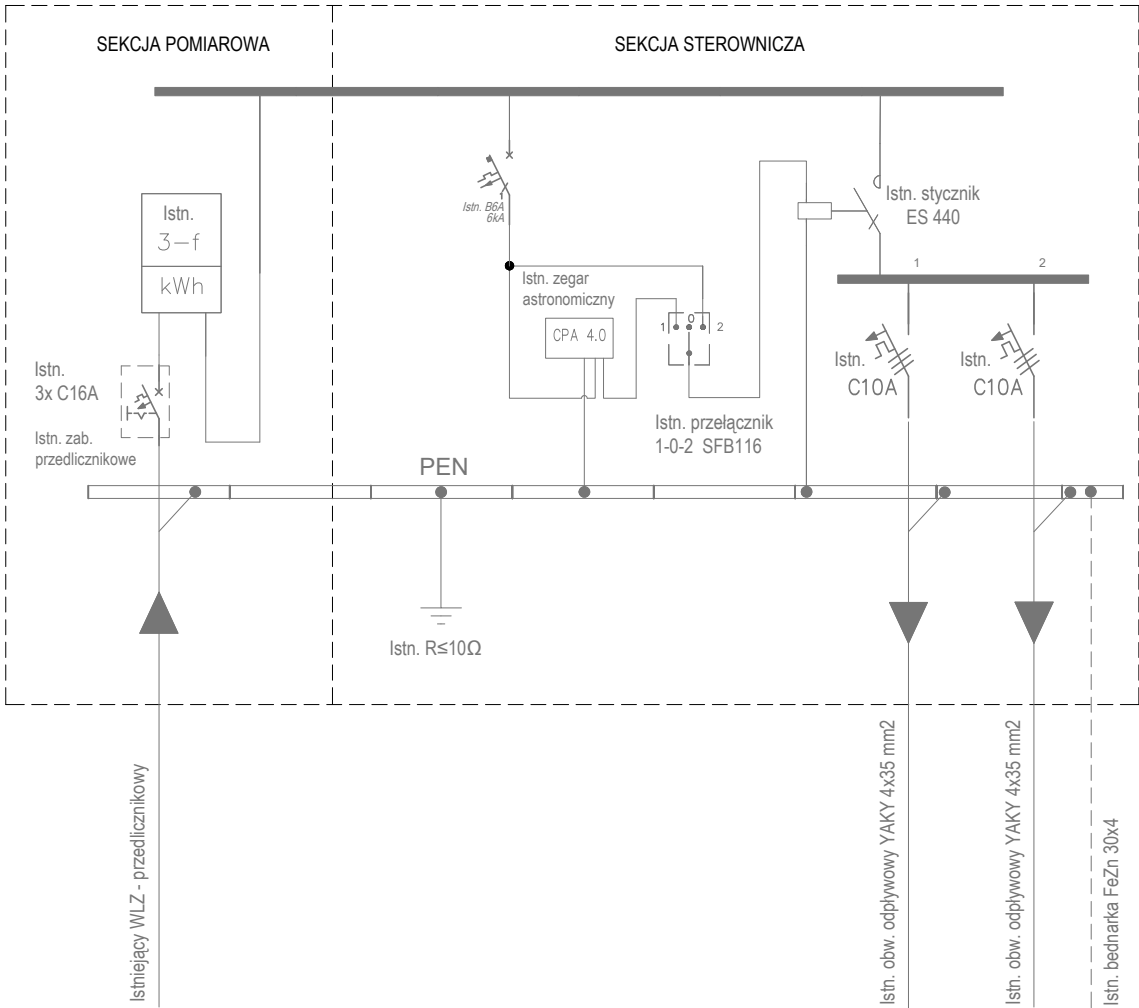 SEKCJA POMIAROWA
SEKCJA STEROWNICZA
Istn.
3-f
kWh
Istn. B6A
6kA
Istn. stycznik
ES 440
1
2
Istn. zegar
astronomiczny
CPA 4.0
1
0
2
Istn.
3x C16A
Istn. zab.
przedlicznikowe
Istn. przełącznik
1-0-2 SFB116
Istn.
C10A
Istn.
C10A
PEN
Istn. R≤10Ω
Istniejący WLZ - przedlicznikowy
Istn. obw. odpływowy YAKY 4x35 mm2
Istn. obw. odpływowy YAKY 4x35 mm2
Istn. bednarka FeZn 30x4